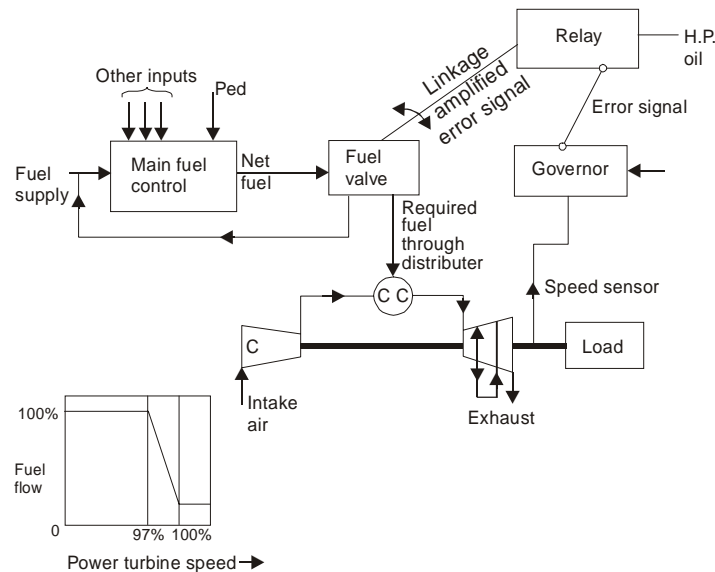 Relay
H.P.
oil
Linkage
amplified
error signal
Error signal
Other inputs
Ped
Main fuel
control
Net
fuel
Fuel
valve
Governor
Fuel
supply
Required
fuel
through
distributer
C C
Speed sensor
C
Load
Intake
air
Exhaust
100%
Fuel
flow
0
97% 100%
Power turbine speed